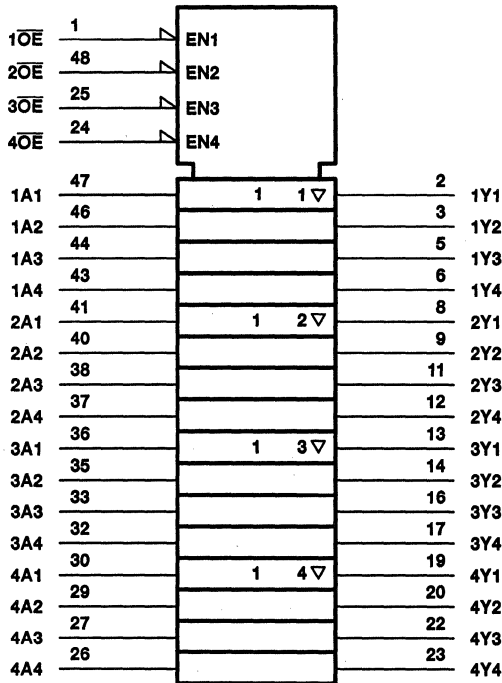 1O̅E̅ 1 EN1
2O̅E̅ 48 EN2
3O̅E̅ 25 EN3
4O̅E̅ 24 EN4
1A1 47 1 1 ▽ 2 1Y1
1A2 46 3 1Y2
1A3 44 5 1Y3
1A4 43 6 1Y4
2A1 41 1 2 ▽ 8 2Y1
2A2 40 9 2Y2
2A3 38 11 2Y3
2A4 37 12 2Y4
3A1 36 1 3 ▽ 13 3Y1
3A2 35 14 3Y2
3A3 33 16 3Y3
3A4 32 17 3Y4
4A1 30 1 4 ▽ 19 4Y1
4A2 29 20 4Y2
4A3 27 22 4Y3
4A4 26 23 4Y4